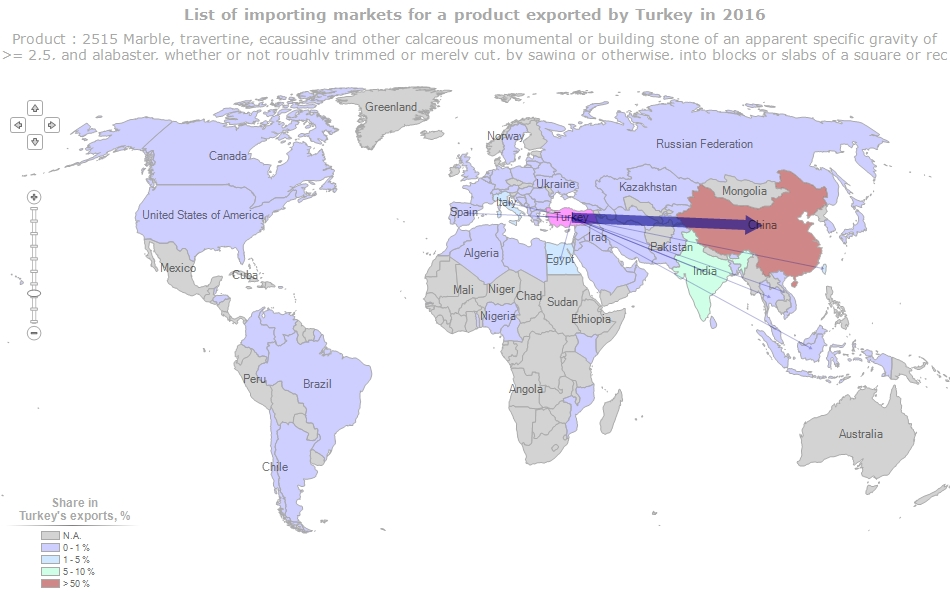 List of importing markets for a product exported by Turkey in 2016
Product : 2515 Marble, travertine, ecaussine and other calcareous monumental or building stone of an apparent specific gravity of
>= 2.5, and alabaster, whether or not roughly trimmed or merely cut, by sawing or otherwise, into blocks or slabs of a square or rec
Greenland
Norway
Russian Federation
Canada
Ukraine
Kazakhstan
Mongolia
Italy
Spain
United States of America
Turkey
China
Iraq
Pakistan
Algeria
Egypt
Mexico
Cuba
India
Mali
Niger
Chad
Sudan
Nigeria
Ethiopia
Peru
Brazil
Angola
Australia
Chile
Share in
Turkey's exports, %
N.A.
0 - 1 %
1 - 5 %
5 - 10 %
> 50 %